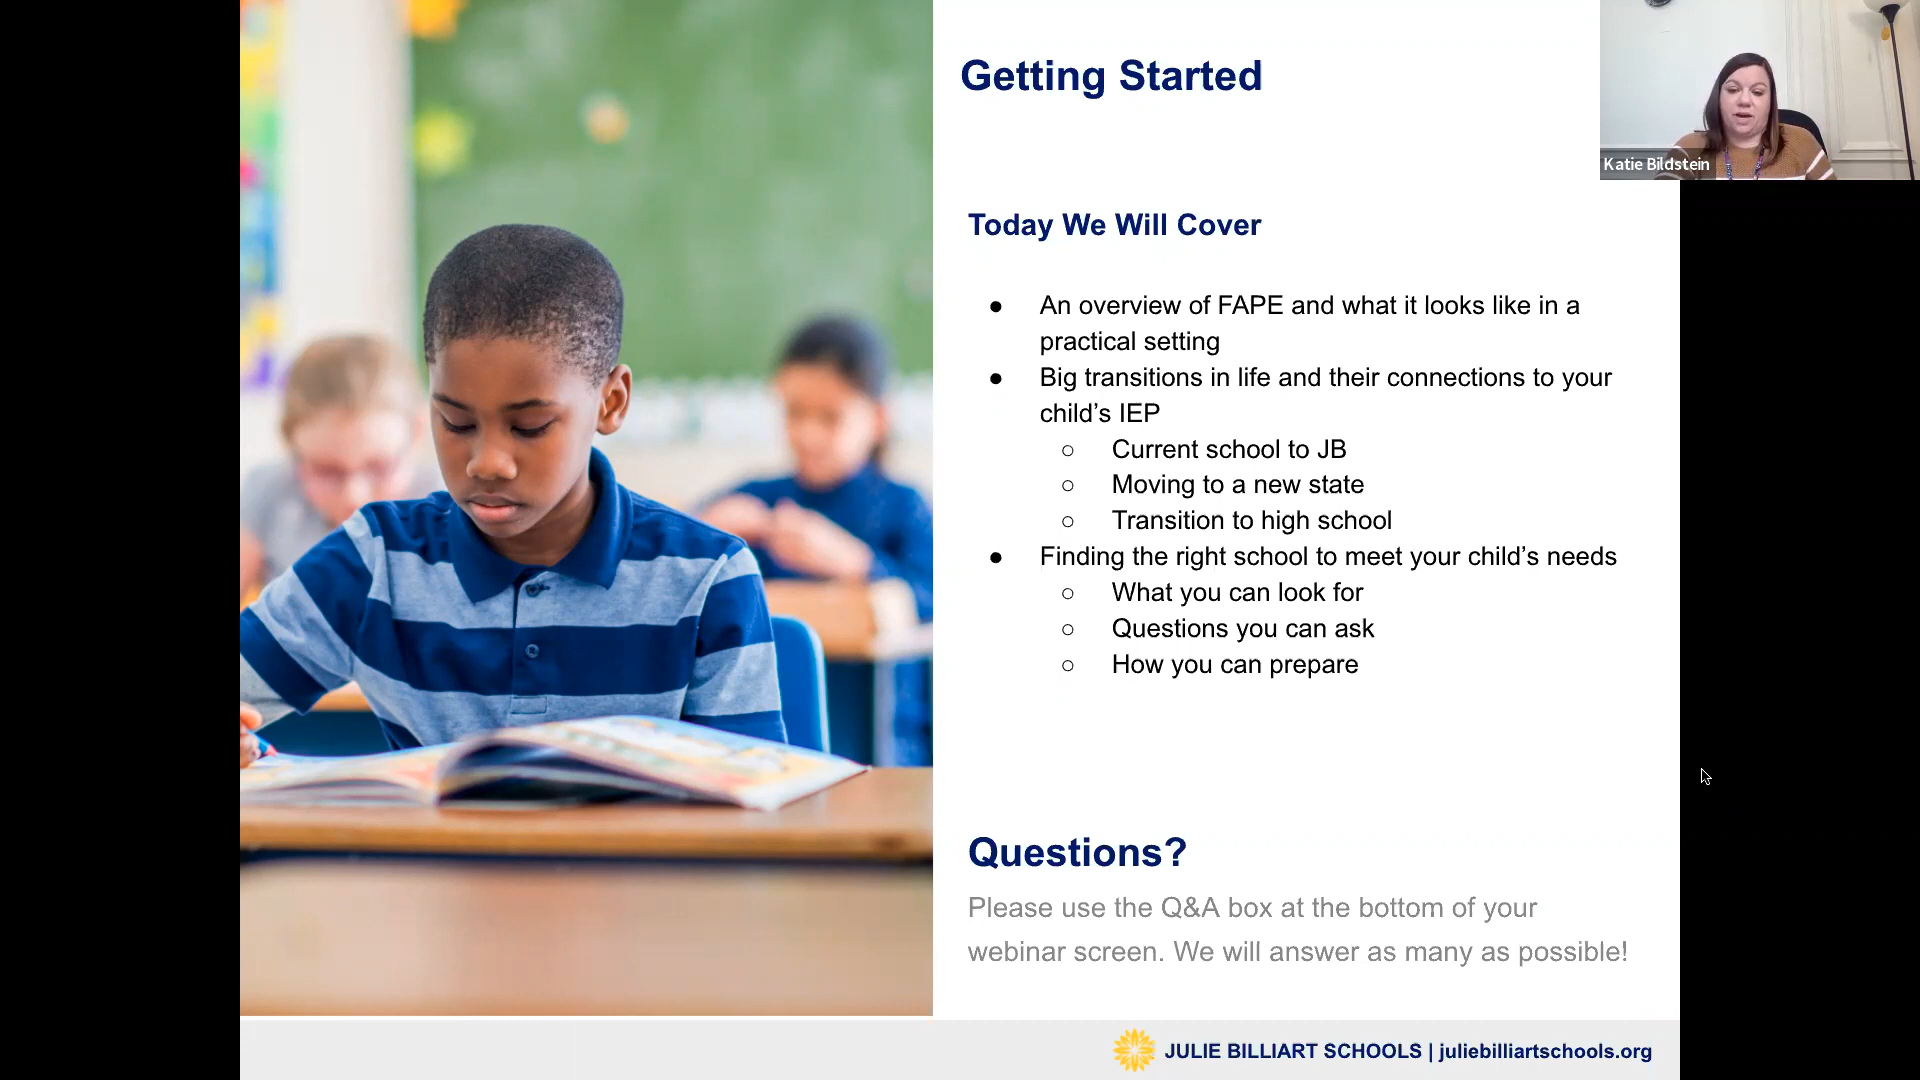 Getting Started
Katie Bildstein
Today We Will Cover
● An overview of FAPE and what it looks like in a
practical setting
● Big transitions in life and their connections to your
child’s IEP
○ Current school to JB
○ Moving to a new state
○ Transition to high school
● Finding the right school to meet your child’s needs
○ What you can look for
○ Questions you can ask
○ How you can prepare
Questions?
Please use the Q&A box at the bottom of your
webinar screen. We will answer as many as possible!
JULIE BILLIART SCHOOLS | juliebilliartschools.org